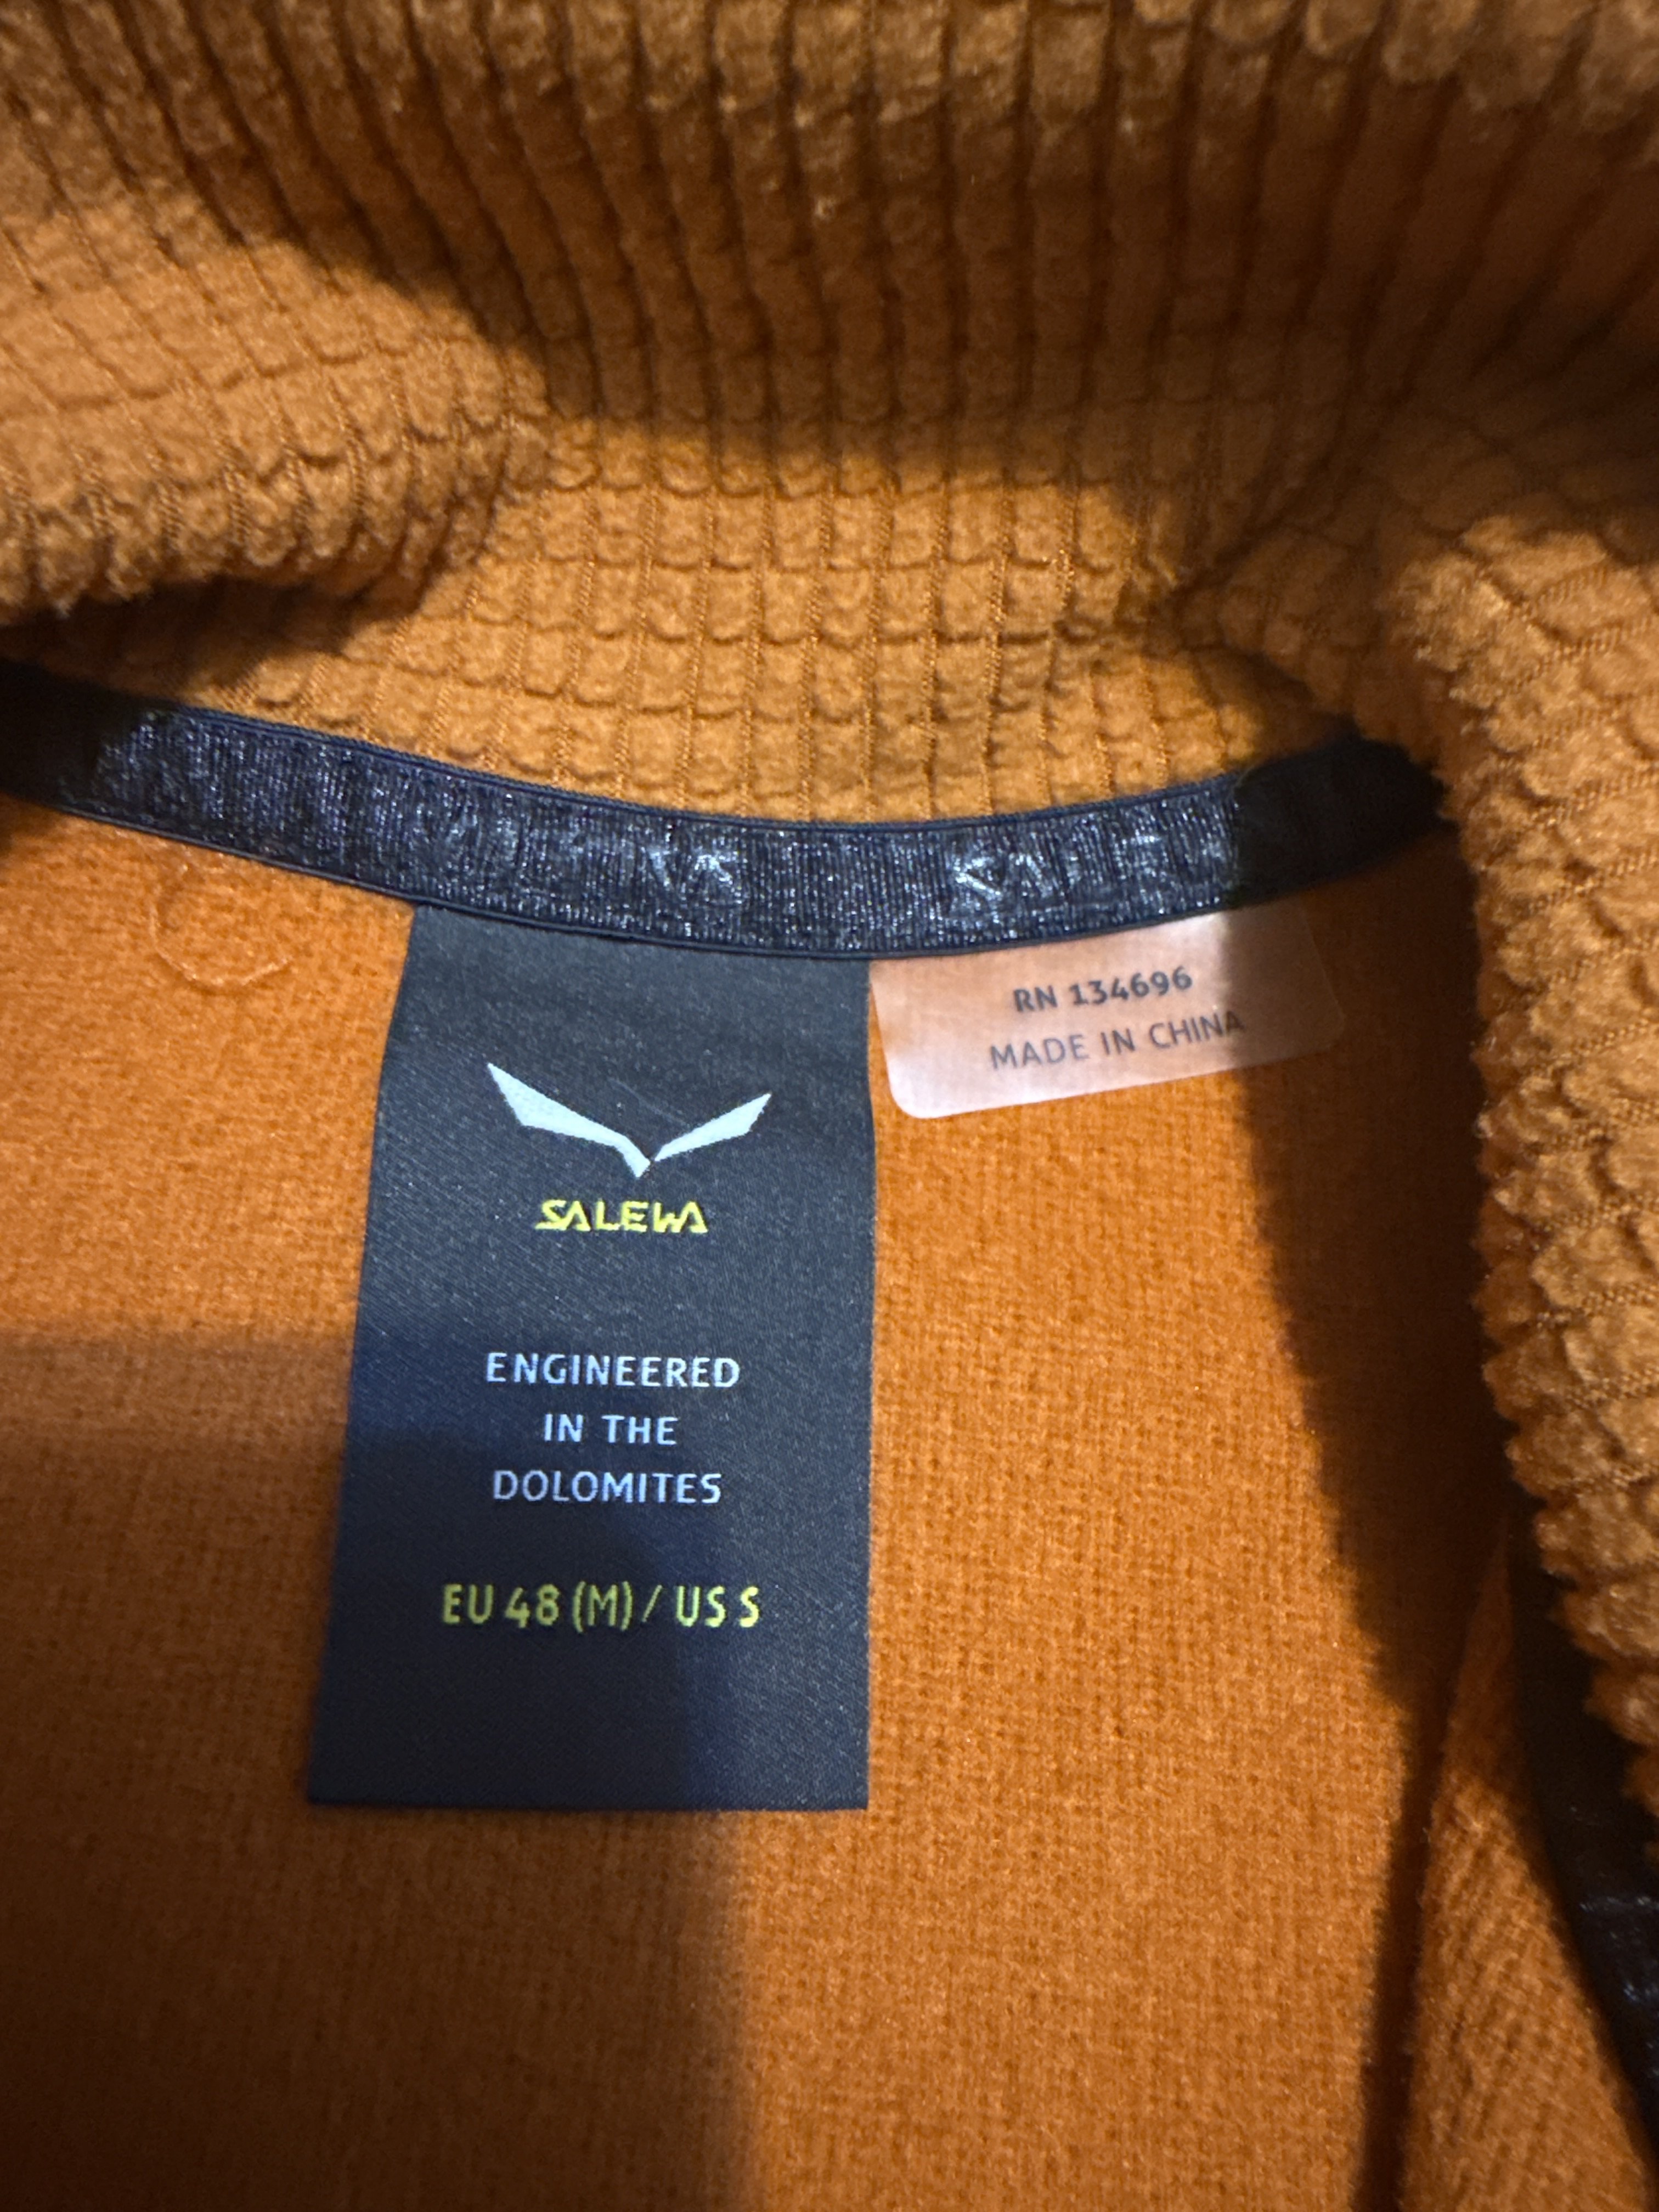 SALEWA
ENGINEERED
IN THE
DOLOMITES
EU 48 (M) / US S
RN 134696
MADE IN CHINA